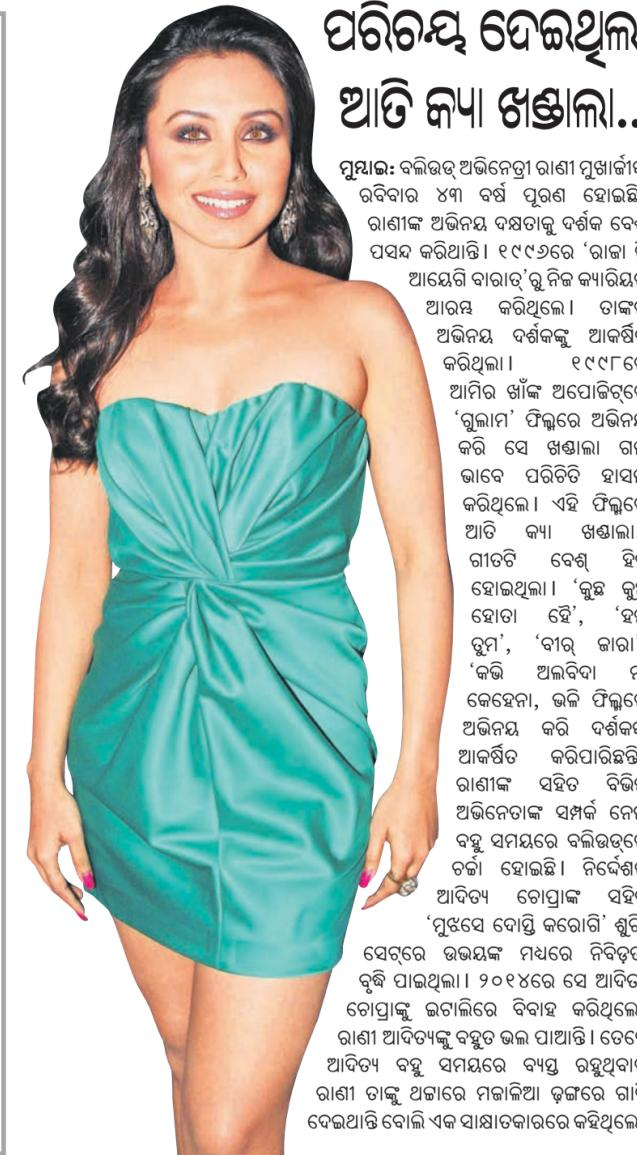 ପରିଚୟ ଦେଇଥିଲା
ଆତି କ୍ୟା ଖଣ୍ଡାଲା..
ମୁମ୍ବାଇ: ବଲିଉଡ୍ ଅଭିନେତ୍ରୀ ରାଣୀ ମୁଖାର୍ଜୀଙ୍କ
ରବିବାର ୪୩ ବର୍ଷ ପୂରଣ ହୋଇଛି
ରାଣୀଙ୍କ ଅଭିନୟ ଦକ୍ଷତାକୁ ଦର୍ଶକ ବେଶ୍
ପସନ୍ଦ କରିଥାନ୍ତି। ୧୯୯୬ରେ ‘ରାଜା କି
ଆୟେଗି ବାରାତ୍’ରୁ ନିଜ କ୍ୟାରିୟର
ଆରମ୍ଭ କରିଥିଲେ। ତାଙ୍କର
ଅଭିନୟ ଦର୍ଶକଙ୍କୁ ଆକର୍ଷିତ
କରିଥିଲା। ୧୯୯୮ରେ
ଆମିର ଖାଁଙ୍କ ଅପୋଜିଟ୍‌ରେ
‘ଗୁଲାମ’ ଫିଲ୍ମରେ ଅଭିନୟ
କରି ସେ ଖଣ୍ଡାଲା ଗର୍ଲ
ଭାବେ ପରିଚିତି ହାସଲ
କରିଥିଲେ। ଏହି ଫିଲ୍ମରେ
ଆତି କ୍ୟା ଖଣ୍ଡାଲା.
ଗୀତଟି ବେଶ୍ ହିଟ୍
ହୋଇଥିଲା। ‘କୁଛ କୁଛ
ହୋତା ହୈ’, ‘ହମ୍
ତୁମ’, ‘ବୀର୍ ଜାରା’
‘କଭି ଅଲବିଦା ନା
କେହେନା, ଭଳି ଫିଲ୍ମରେ
ଅଭିନୟ କରି ଦର୍ଶକଙ୍କୁ
ଆକର୍ଷିତ କରିପାରିଛନ୍ତି
ରାଣୀଙ୍କ ସହିତ ବିଭିନ୍ନ
ଅଭିନେତାଙ୍କ ସମ୍ପର୍କ ନେଇ
ବହୁ ସମୟରେ ବଲିଉଡ୍‌ରେ
ଚର୍ଚ୍ଚା ହୋଇଛି। ନିର୍ଦ୍ଦେଶକ
ଆଦିତ୍ୟ ଚୋପ୍ରାଙ୍କ ସହିତ
‘ମୁଝସେ ଦୋସ୍ତି କରୋଗି’ ଶୁଟିଂ
ସେଟ୍‌ରେ ଉଭୟଙ୍କ ମଧ୍ୟରେ ନିବିଡ଼ତା
ବୃଦ୍ଧି ପାଇଥିଲା। ୨୦୧୪ରେ ସେ ଆଦିତ୍ୟ
ଚୋପ୍ରାଙ୍କୁ ଇଟାଲିରେ ବିବାହ କରିଥିଲେ
ରାଣୀ ଆଦିତ୍ୟଙ୍କୁ ବହୁତ ଭଲ ପାଆନ୍ତି। ତେବେ
ଆଦିତ୍ୟ ବହୁ ସମୟରେ ବ୍ୟସ୍ତ ରହୁଥିବାରୁ
ରାଣୀ ତାଙ୍କୁ ଥଟ୍ଟାରେ ମଜାଳିଆ ଢ଼ଙ୍ଗରେ ଗାଳି
ଦେଇଥାନ୍ତି ବୋଲି ଏକ ସାକ୍ଷାତକାରରେ କହିଥିଲେ